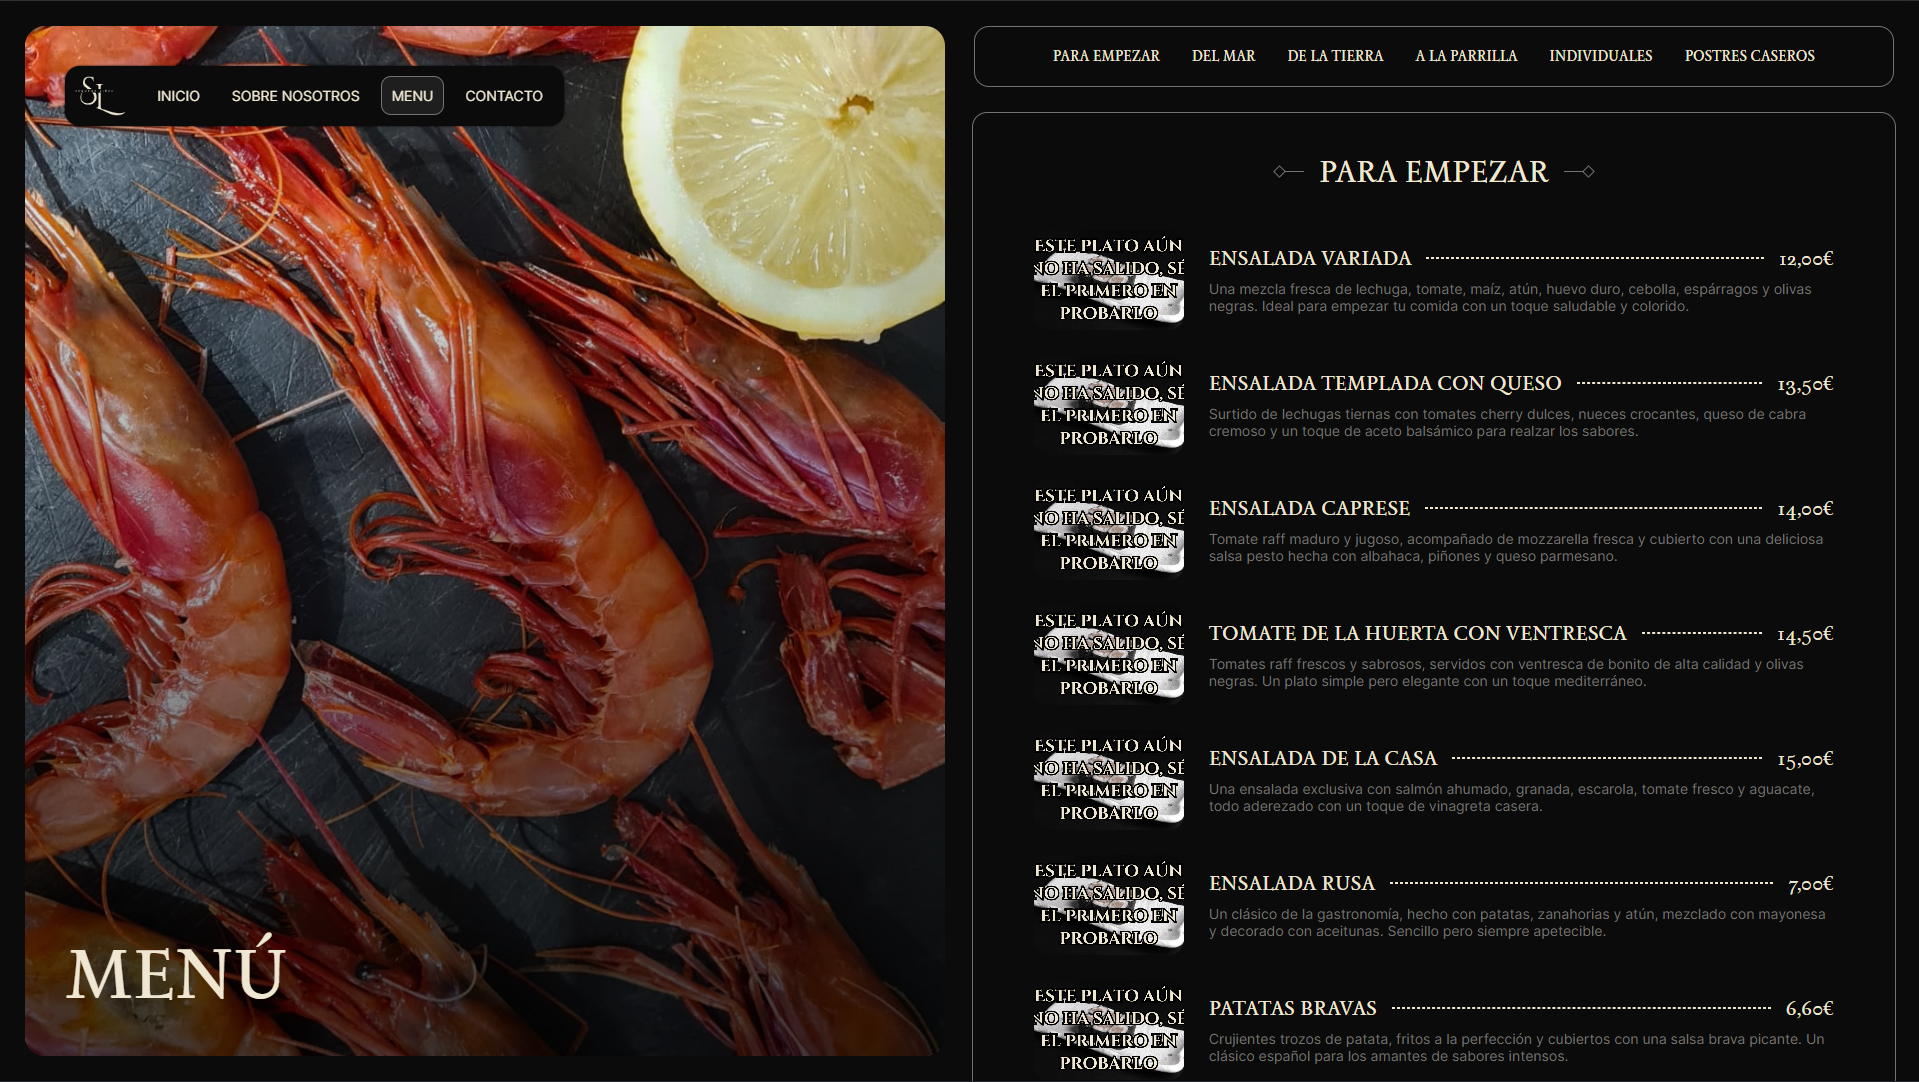 SL
INICIO
SOBRE NOSOTROS
MENU
CONTACTO
MENÚ
PARA EMPEZAR
DEL MAR
DE LA TIERRA
A LA PARRILLA
INDIVIDUALES
POSTRES CASEROS
PARA EMPEZAR
ESTE PLATO AÚN
NO HA SALIDO, SÉ
EL PRIMERO EN
PROBARLO
ENSALADA VARIADA 12,00€
Una mezcla fresca de lechuga, tomate, maíz, atún, huevo duro, cebolla, espárragos y olivas
negras. Ideal para empezar tu comida con un toque saludable y colorido.
ESTE PLATO AÚN
NO HA SALIDO, SÉ
EL PRIMERO EN
PROBARLO
ENSALADA TEMPLADA CON QUESO 13,50€
Surtido de lechugas tiernas con tomates cherry dulces, nueces crocantes, queso de cabra
cremoso y un toque de aceto balsámico para realzar los sabores.
ESTE PLATO AÚN
NO HA SALIDO, SÉ
EL PRIMERO EN
PROBARLO
ENSALADA CAPRESE 14,00€
Tomate raff maduro y jugoso, acompañado de mozzarella fresca y cubierto con una deliciosa
salsa pesto hecha con albahaca, piñones y queso parmesano.
ESTE PLATO AÚN
NO HA SALIDO, SÉ
EL PRIMERO EN
PROBARLO
TOMATE DE LA HUERTA CON VENTRESCA 14,50€
Tomates raff frescos y sabrosos, servidos con ventresca de bonito de alta calidad y olivas
negras. Un plato simple pero elegante con un toque mediterráneo.
ESTE PLATO AÚN
NO HA SALIDO, SÉ
EL PRIMERO EN
PROBARLO
ENSALADA DE LA CASA 15,00€
Una ensalada exclusiva con salmón ahumado, granada, escarola, tomate fresco y aguacate,
todo aderezado con un toque de vinagreta casera.
ESTE PLATO AÚN
NO HA SALIDO, SÉ
EL PRIMERO EN
PROBARLO
ENSALADA RUSA 7,00€
Un clásico de la gastronomía, hecho con patatas, zanahorias y atún, mezclado con mayonesa
y decorado con aceitunas. Sencillo pero siempre apetecible.
ESTE PLATO AÚN
NO HA SALIDO, SÉ
EL PRIMERO EN
PROBARLO
PATATAS BRAVAS 6,60€
Crujientes trozos de patata, fritos a la perfección y cubiertos con una salsa brava picante. Un
clásico español para los amantes de sabores intensos.